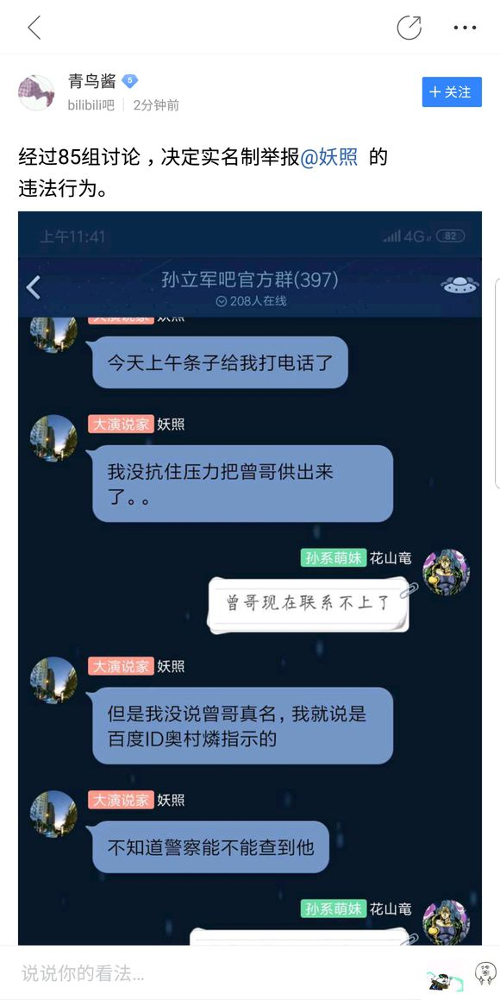 青鸟酱 5
+ 关注
bilibili吧 2分钟前
经过85组讨论，决定实名制举报@妖照 的
违法行为。
上午11:41
4G 82
孙立军吧官方群(397)
208人在线
大演说家 妖照
今天上午条子给我打电话了
大演说家 妖照
我没抗住压力把曾哥供出来
了。。
孙系萌妹 花山竜
曾哥现在联系不上了
大演说家 妖照
但是我没说曾哥真名，我就说是
百度ID奥村燐指示的
大演说家 妖照
不知道警察能不能查到他
孙系萌妹 花山竜
说说你的看法...